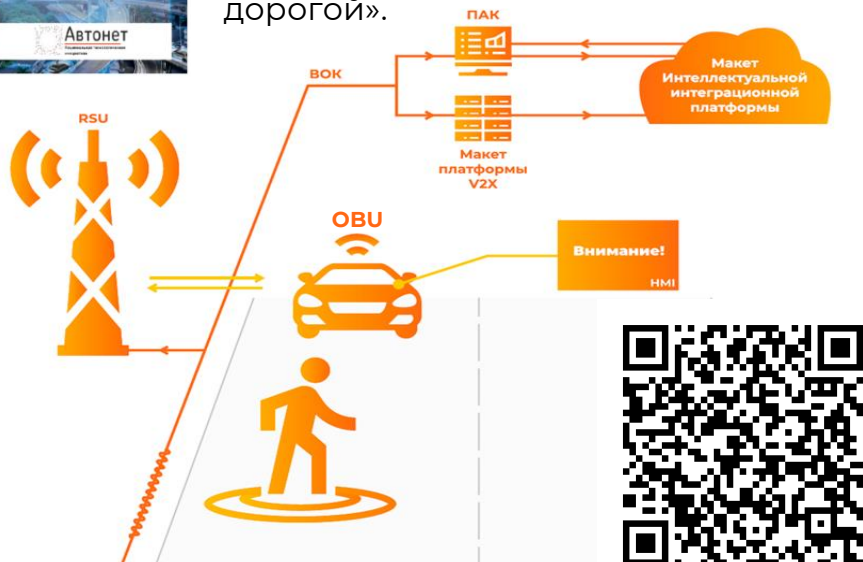 дорогой».
Автонет
ПАК
ВОК
Макет
Интеллектуальной
интеграционной
платформы
RSU
Макет
платформы
V2X
OBU
Внимание!
HMI